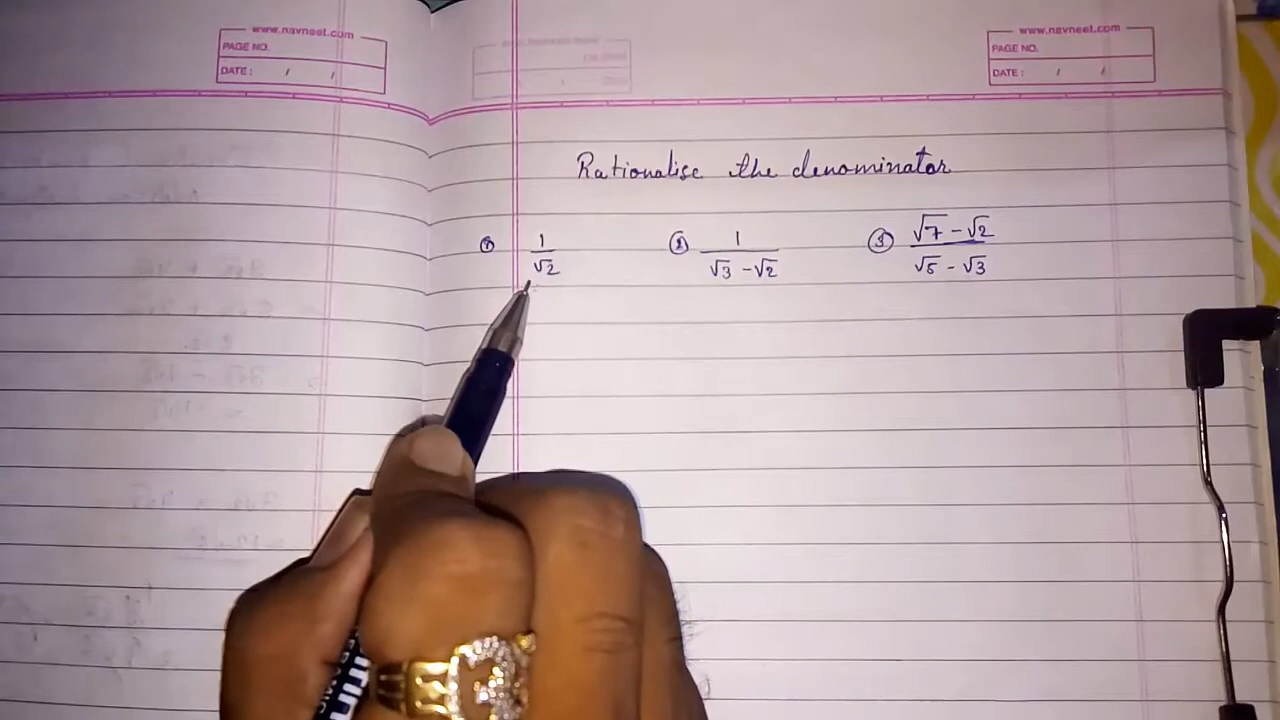 www.navneet.com
PAGE NO.
DATE : / /
www.navneet.com
PAGE NO.
DATE : / /
Rationalise the denominator
① 1/√2 ② 1/(√3 - √2) ③ (√7 - √2)/(√5 - √3)